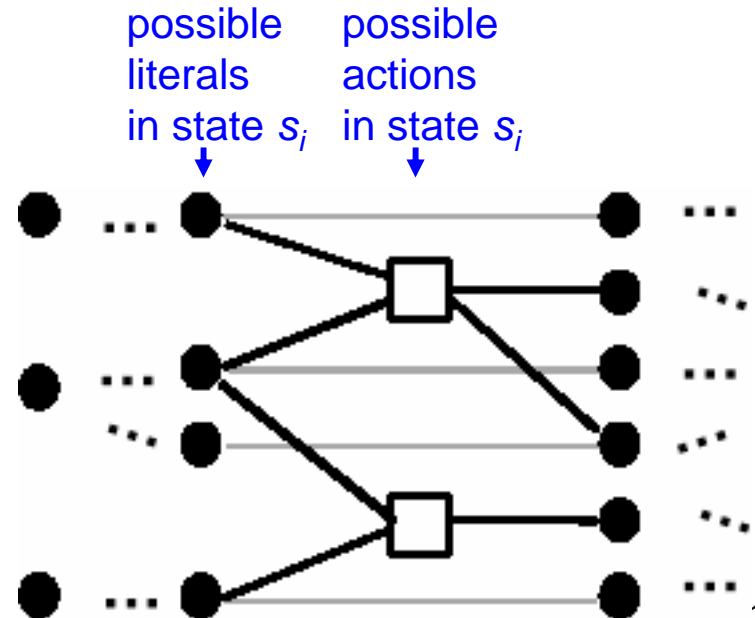 possible
literals
in state si
possible
actions
in state si